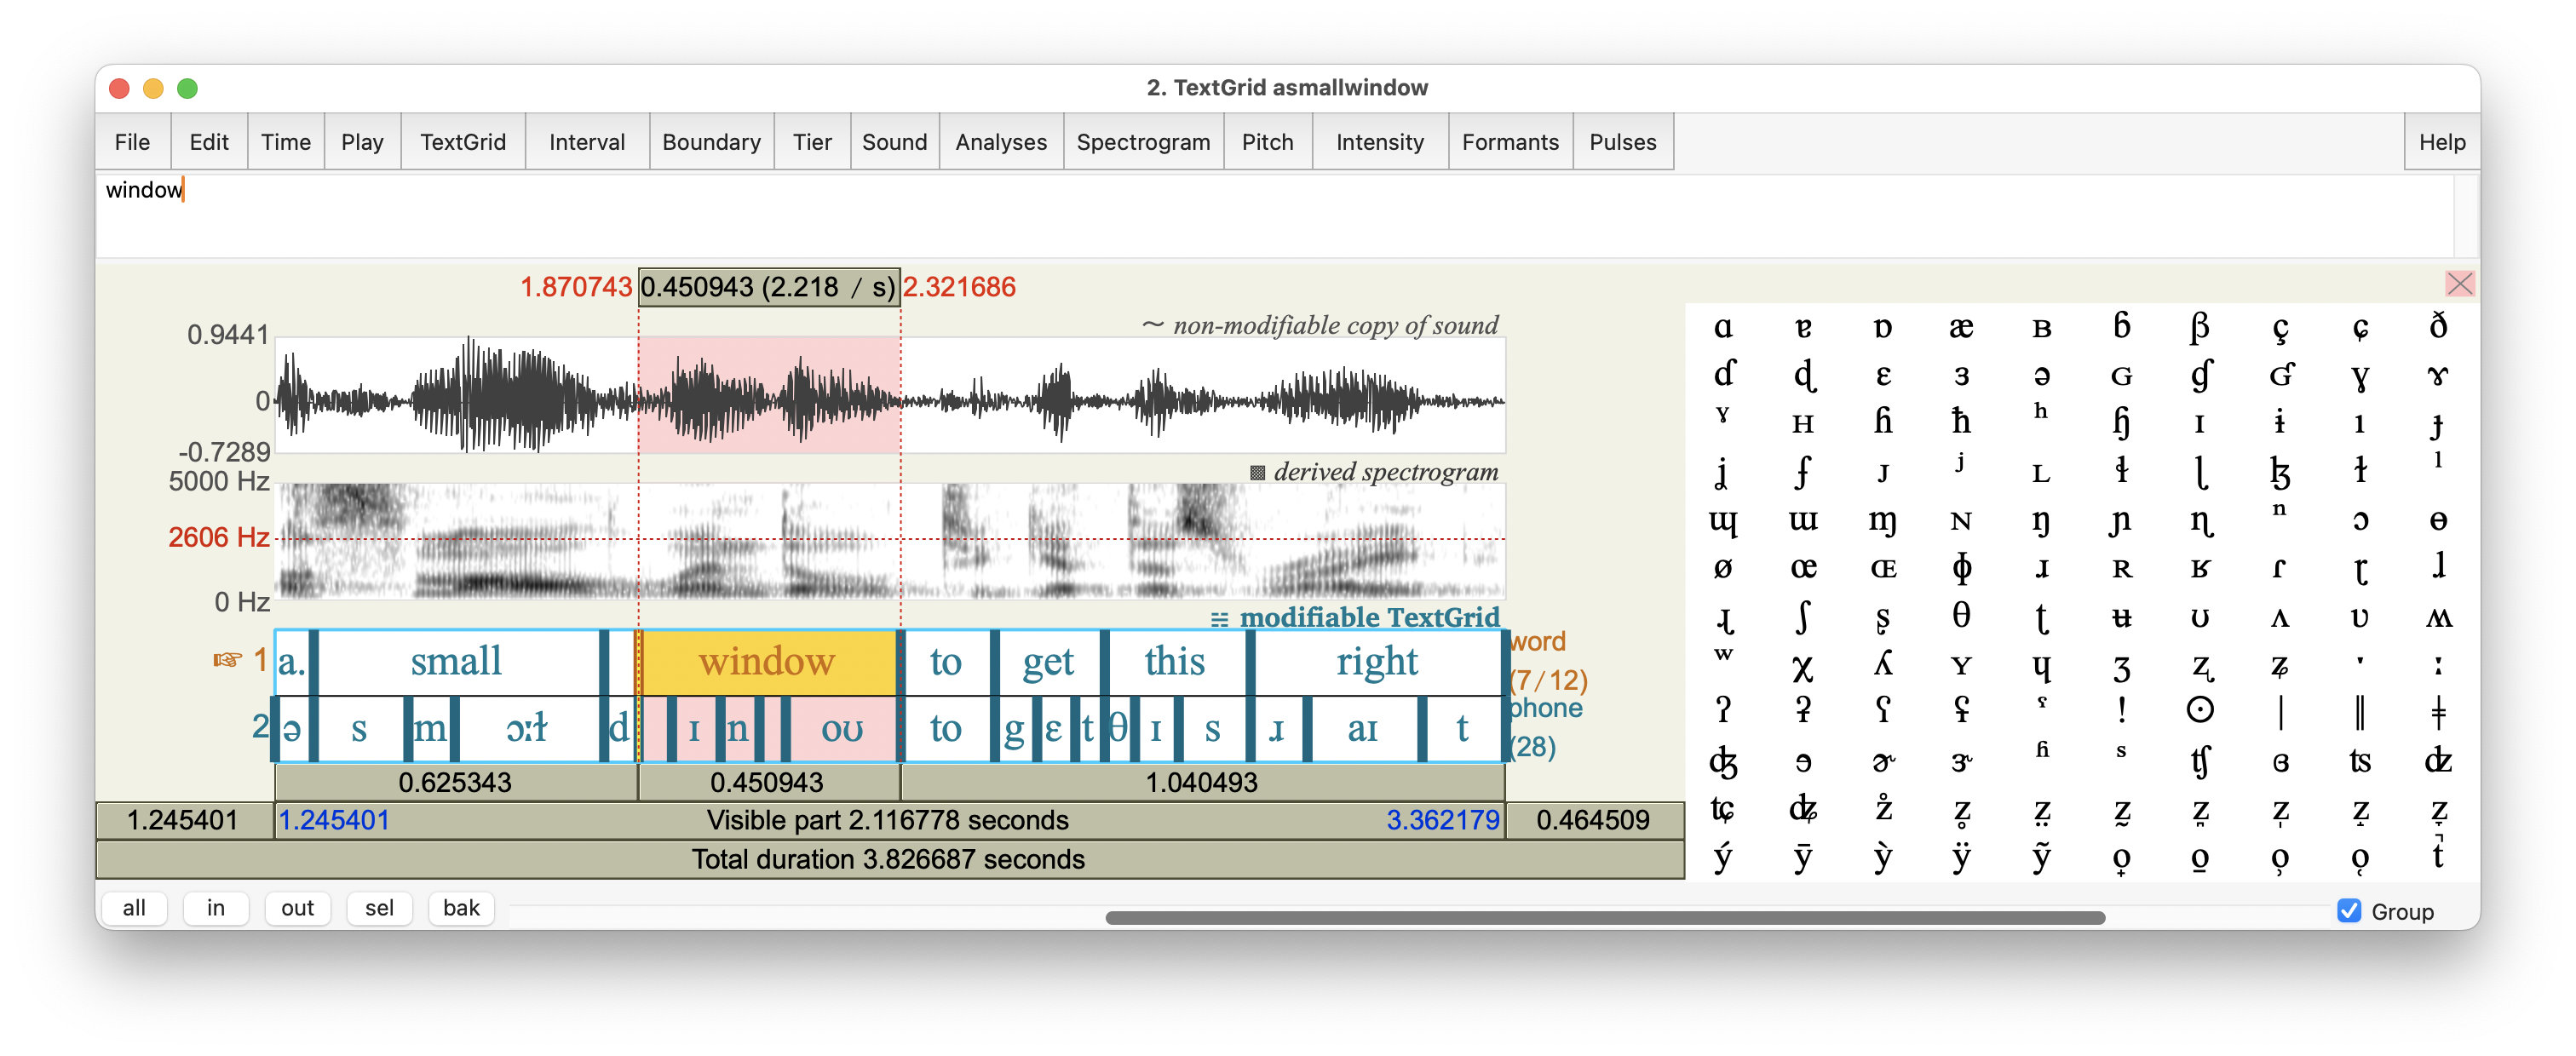 2. TextGrid asmallwindow
File Edit Time Play TextGrid Interval Boundary Tier Sound Analyses Spectrogram Pitch Intensity Formants Pulses Help
window
1.870743 0.450943 (2.218 / s) 2.321686
0.9441 ~ non-modifiable copy of sound
0
-0.7289
5000 Hz derived spectrogram
2606 Hz
0 Hz
modifiable TextGrid
☞ 1 a. small window to get this right word
(7/12)
2 ə s m ɔːɫ d ɪ n oʊ to g ɛ t θ ɪ s ɹ aɪ t phone
(28)
0.625343 0.450943 1.040493
1.245401 1.245401 Visible part 2.116778 seconds 3.362179 0.464509
Total duration 3.826687 seconds
ɑ ɐ ɒ æ ʙ ɓ β ç ɕ ð
ɗ ɖ ɛ ɜ ə ɢ ɠ ʛ ɣ ɤ
ˠ ʜ ɦ ħ ʰ ɧ ɪ ɨ ı ɟ
ʝ ʄ ᴊ ʲ ʟ ɬ ɭ ɮ ɫ ˡ
ɰ ɯ ɱ ɴ ŋ ɲ ɳ ⁿ ɔ ɵ
ø œ ɶ ɸ ɹ ʀ ʁ ɾ ɽ ɺ
ɻ ʃ ʂ θ ʈ ʉ ʊ ʌ ʋ ʍ
ʷ χ ʎ ʏ ɥ ʒ ʐ ʑ ˈ ː
ʔ ʡ ʕ ʢ ˤ ! ʘ | ‖ ǂ
ʤ ɘ ɚ ɝ ʱ ˢ ʧ ɞ ʦ ʣ
ʨ ʥ z̊ z̥ z̤ z̰ z̪ z̩ z̞ z̟
ý ȳ ỳ ÿ ỹ o̟ o̠ o̹ o̜ t̚
all in out sel bak Group